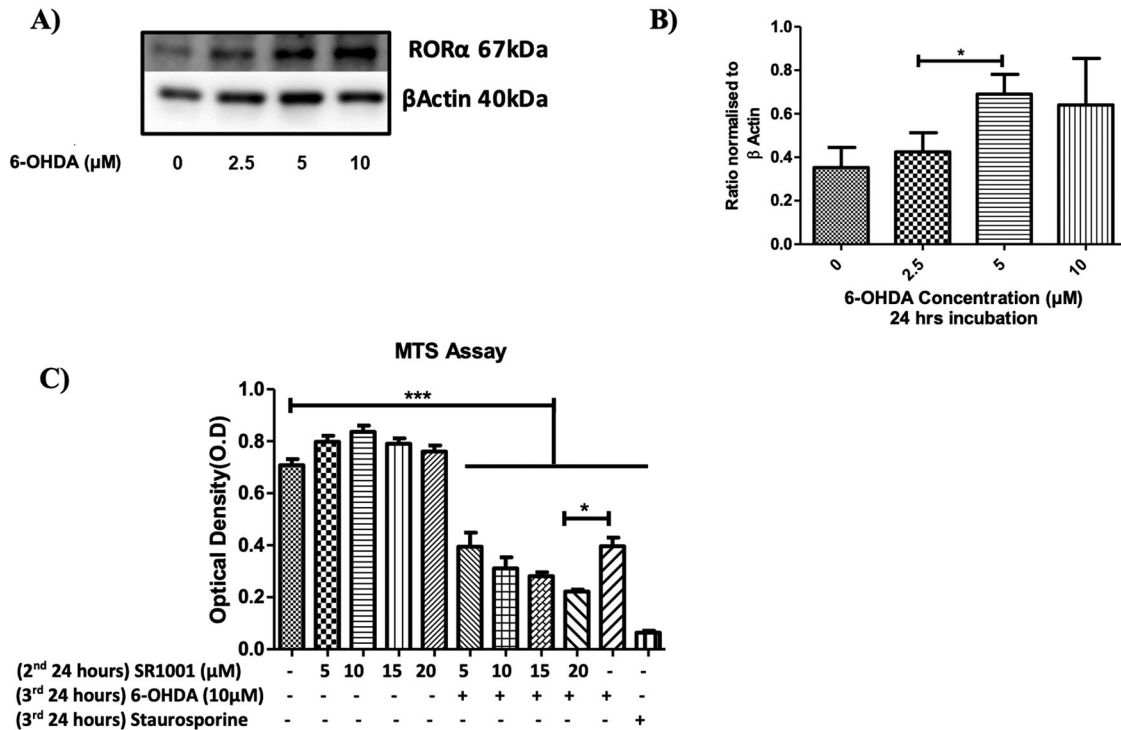 A)
RORα 67kDa
βActin 40kDa
6-OHDA (μM) 0 2.5 5 10
B)
Ratio normalised to
β Actin
1.0
0.8
0.6
0.4
0.2
0.0
*
0 2.5 5 10
6-OHDA Concentration (μM)
24 hrs incubation
C)
MTS Assay
Optical Density(O.D)
1.0
0.8
0.6
0.4
0.2
0.0
***
*
(2nd 24 hours) SR1001 (μM) - 5 10 15 20 5 10 15 20 - -
(3rd 24 hours) 6-OHDA (10μM) - - - - - + + + + + -
(3rd 24 hours) Staurosporine - - - - - - - - - - +